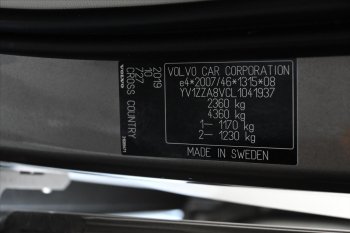 VOLVO CAR CORPORATION
e4*2007/46*1315*08
YV1ZZA8VCL1041937
2360 kg
4360 kg
1- 1170 kg
2- 1230 kg
MADE IN SWEDEN
2019
10
727
CROSS COUNTRY
VOLVO